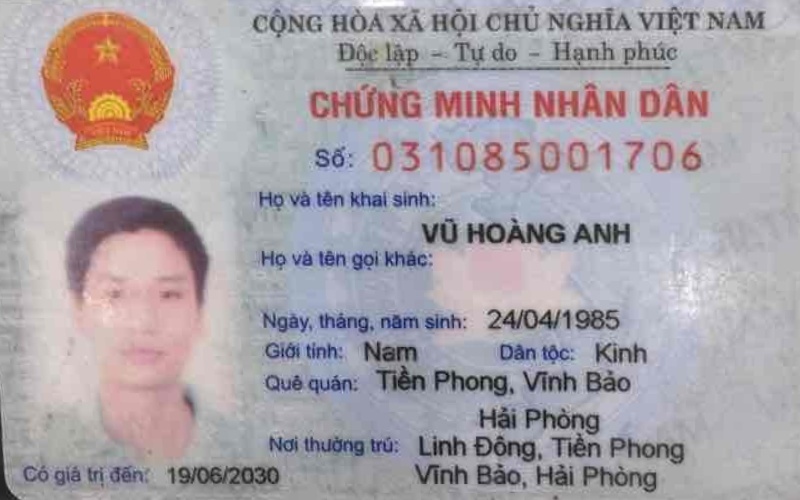 CỘNG HÒA XÃ HỘI CHỦ NGHĨA VIỆT NAM
Độc lập - Tự do - Hạnh phúc
CHỨNG MINH NHÂN DÂN
Số: 031085001706
Họ và tên khai sinh:
VŨ HOÀNG ANH
Họ và tên gọi khác:
Ngày, tháng, năm sinh: 24/04/1985
Giới tính: Nam Dân tộc: Kinh
Quê quán: Tiền Phong, Vĩnh Bảo
Hải Phòng
Nơi thường trú: Linh Đông, Tiền Phong
Vĩnh Bảo, Hải Phòng
Có giá trị đến: 19/06/2030